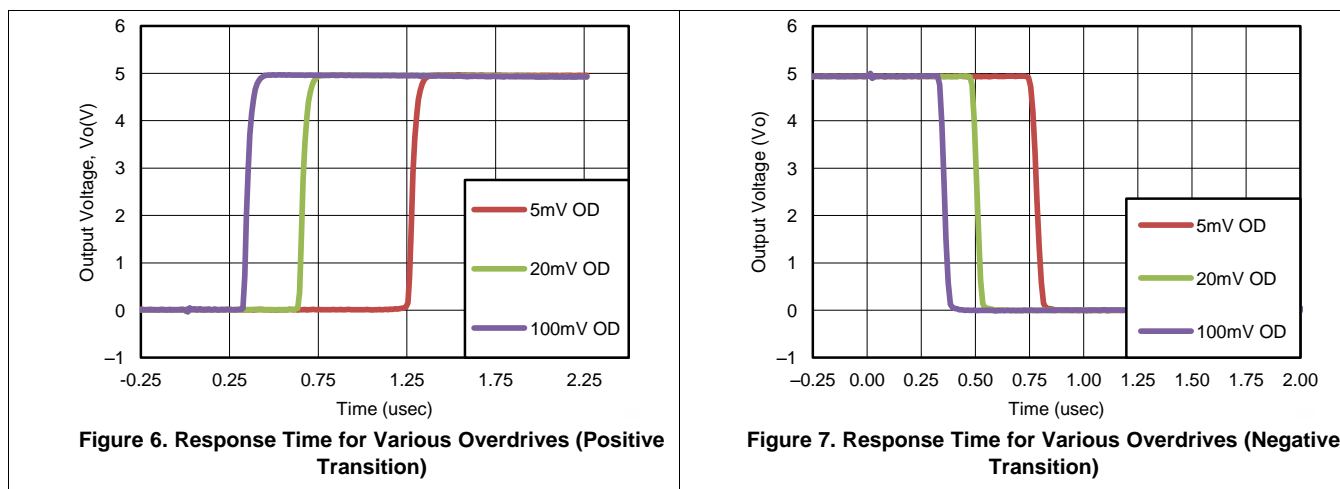 6
5
4
3
2
1
0
–1
Output Voltage, Vo(V)
-0.25 0.25 0.75 1.25 1.75 2.25
Time (usec)
5mV OD
20mV OD
100mV OD
Figure 6. Response Time for Various Overdrives (Positive
Transition)
6
5
4
3
2
1
0
–1
Output Voltage (Vo)
–0.25 0.00 0.25 0.50 0.75 1.00 1.25 1.50 1.75 2.00
Time (usec)
5mV OD
20mV OD
100mV OD
Figure 7. Response Time for Various Overdrives (Negative
Transition)